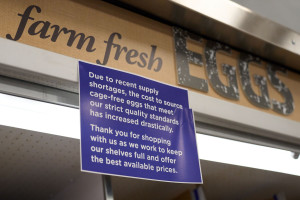 farm fresh EGGS
Due to recent supply
shortages, the cost to source
cage-free eggs that meet
our strict quality standards
has increased drastically.
Thank you for shopping
with us as we work to keep
our shelves full and offer
the best available prices.